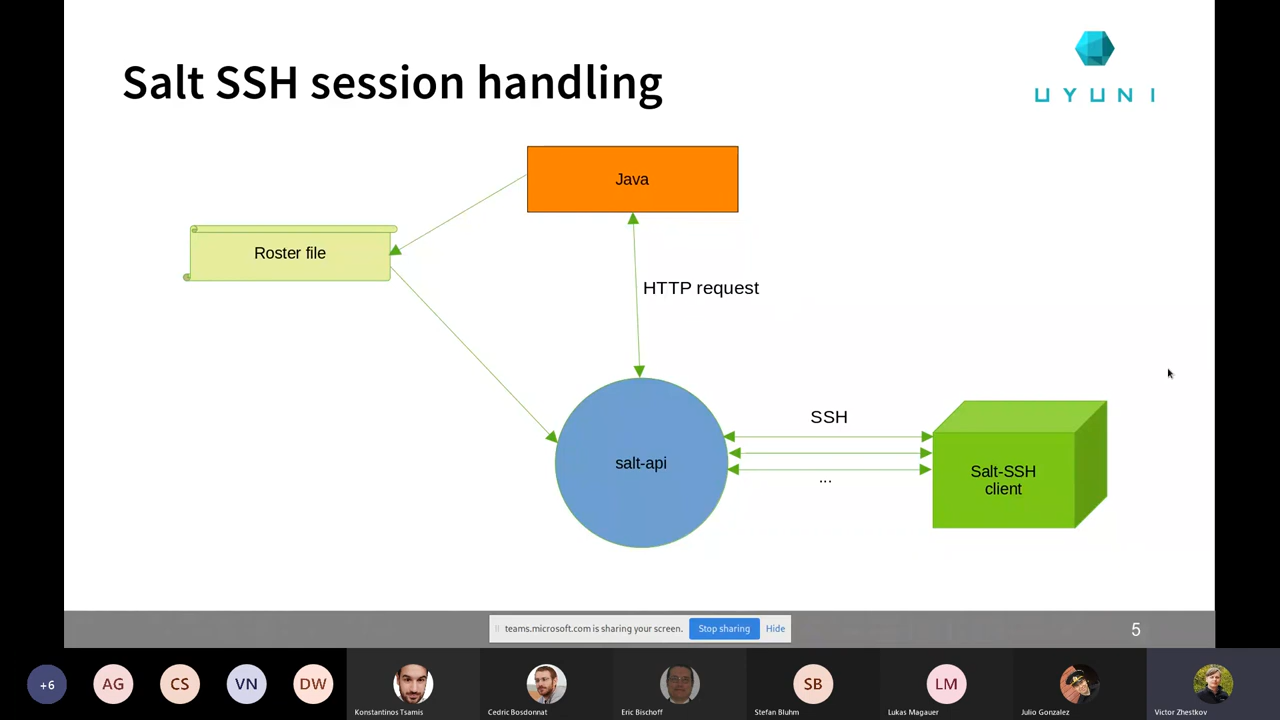 Salt SSH session handling
UYUNI
Java
Roster file
HTTP request
SSH
salt-api
...
Salt-SSH
client
teams.microsoft.com is sharing your screen.
Stop sharing
Hide
5
+6
AG
CS
VN
DW
SB
LM
Konstantinos Tsamis
Cedric Bosdonnat
Eric Bischoff
Stefan Bluhm
Lukas Magauer
Julio Gonzalez
Victor Zhestkov